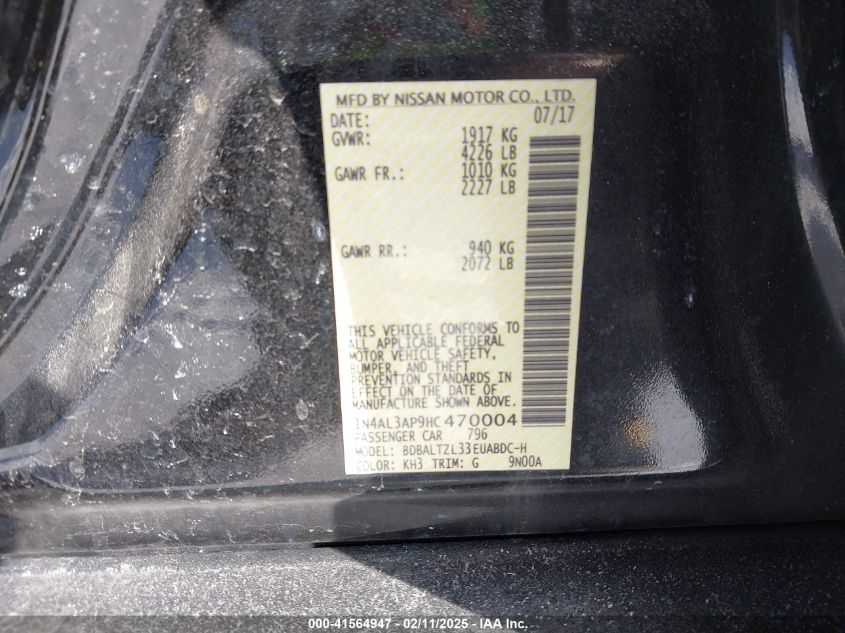 MFD BY NISSAN MOTOR CO., LTD.
DATE: 07/17
GVWR: 1917 KG
4226 LB
GAWR FR.: 1010 KG
2227 LB
GAWR RR.: 940 KG
2072 LB
THIS VEHICLE CONFORMS TO
ALL APPLICABLE FEDERAL
MOTOR VEHICLE SAFETY,
BUMPER, AND THEFT
PREVENTION STANDARDS IN
EFFECT ON THE DATE OF
MANUFACTURE SHOWN ABOVE.
1N4AL3AP9HC470004
PASSENGER CAR 796
MODEL: BDBALTZL33EUABDC-H
COLOR: KH3 TRIM: G 9N00A
000-41564947 - 02/11/2025 - IAA Inc.